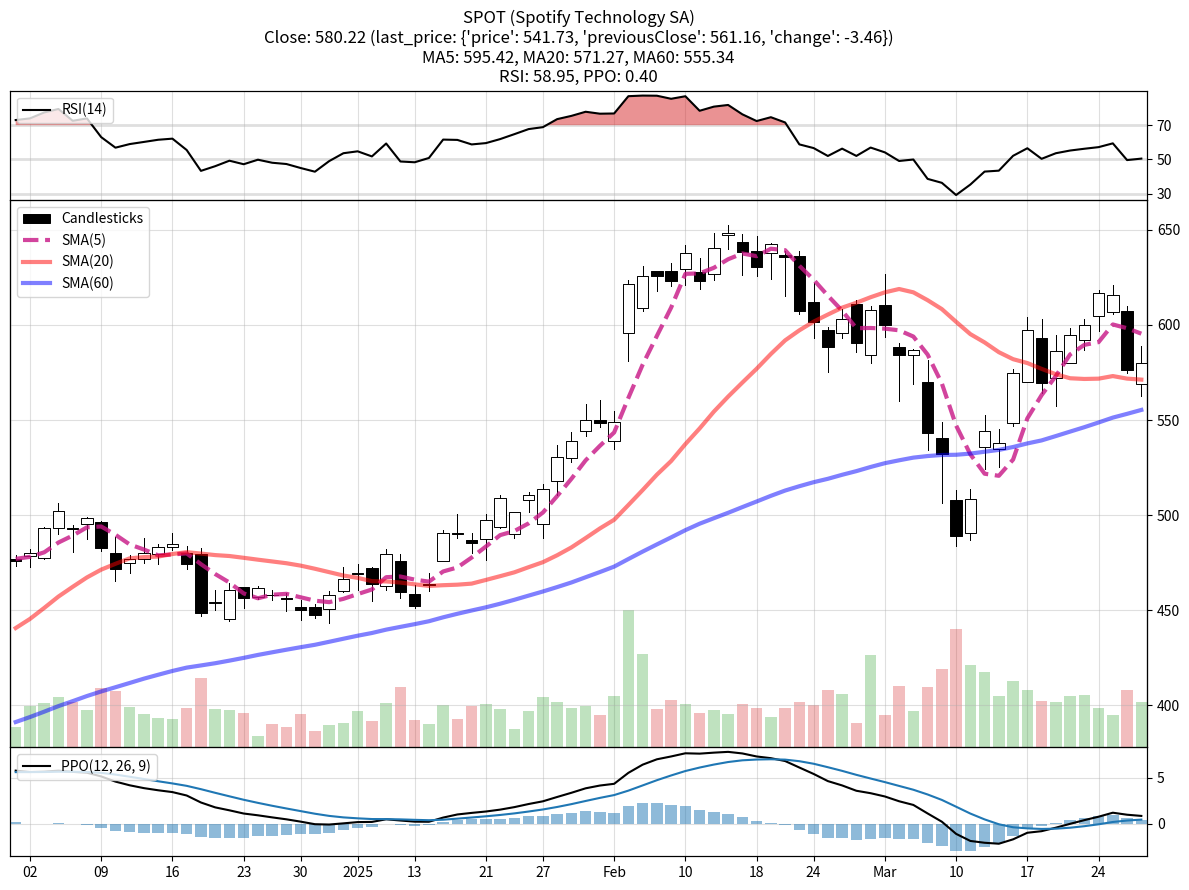 SPOT (Spotify Technology SA)
Close: 580.22 (last_price: {'price': 541.73, 'previousClose': 561.16, 'change': -3.46})
MA5: 595.42, MA20: 571.27, MA60: 555.34
RSI: 58.95, PPO: 0.40
RSI(14)
70
50
30
Candlesticks
SMA(5)
SMA(20)
SMA(60)
650
600
550
500
450
400
PPO(12, 26, 9)
5
0
02 09 16 23 30 2025 13 21 27 Feb 10 18 24 Mar 10 17 24